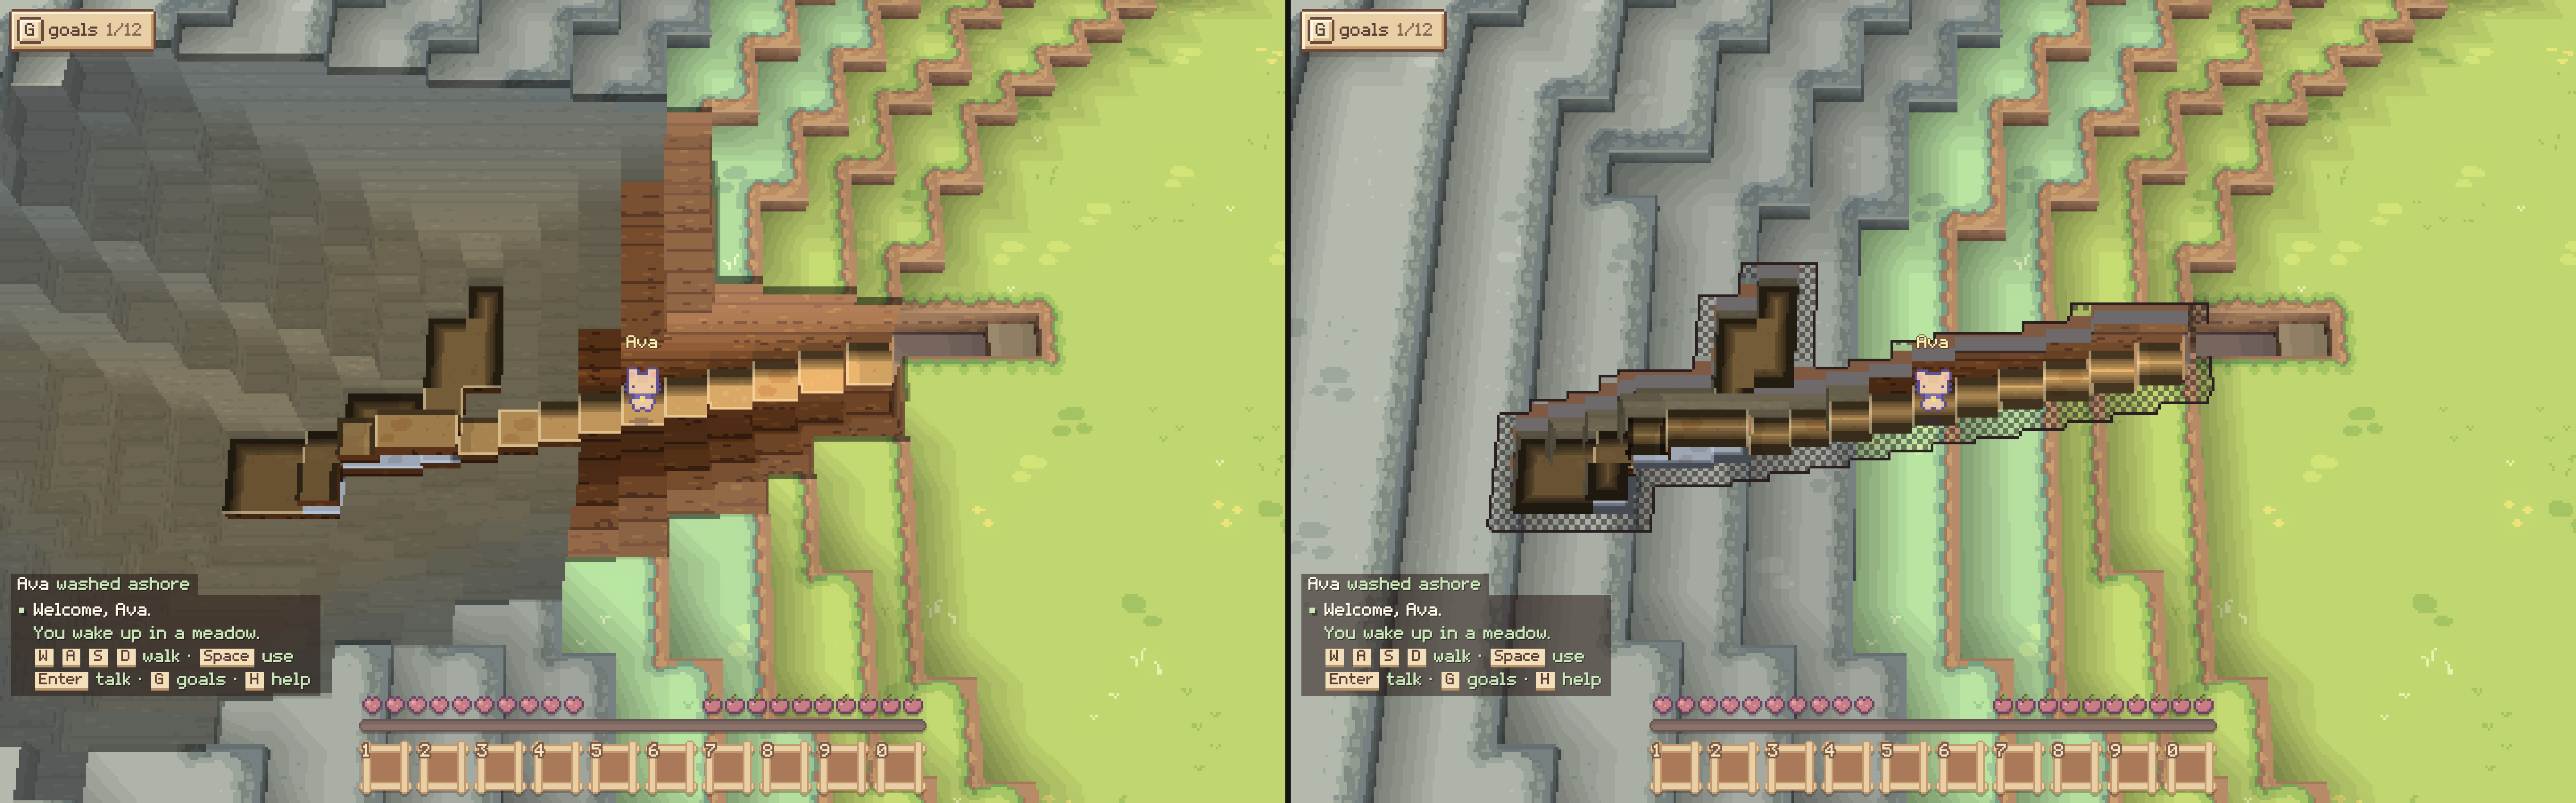 G goals 1/12
Ava
Ava washed ashore
Welcome, Ava.
You wake up in a meadow.
W A S D walk · Space use
Enter talk · G goals · H help
1 2 3 4 5 6 7 8 9 0
G goals 1/12
Ava
Ava washed ashore
Welcome, Ava.
You wake up in a meadow.
W A S D walk · Space use
Enter talk · G goals · H help
1 2 3 4 5 6 7 8 9 0